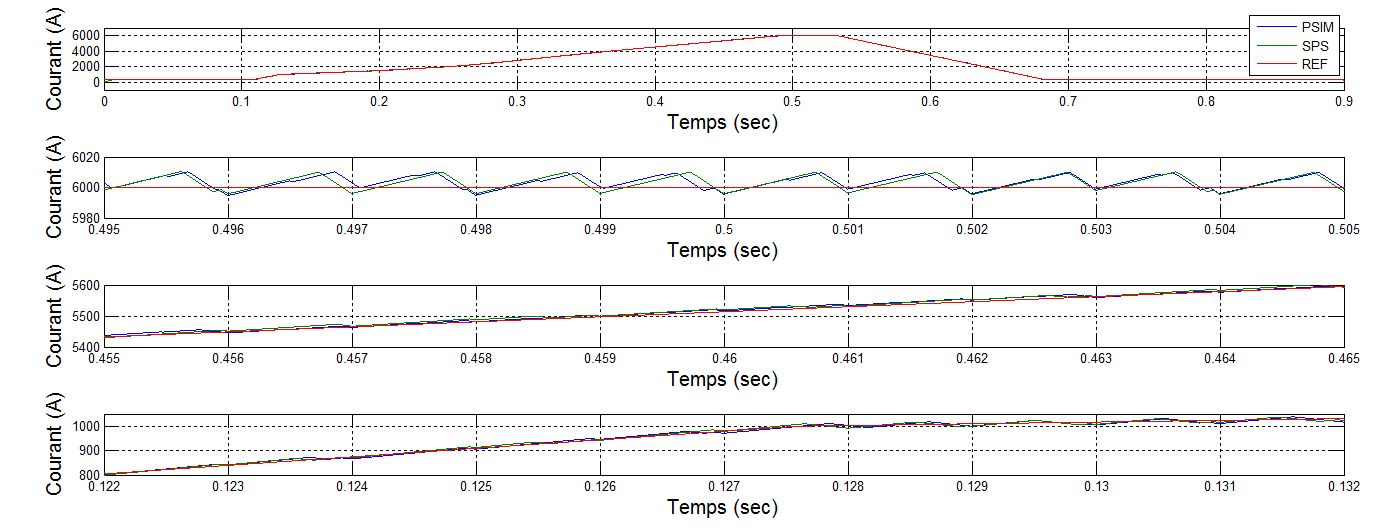 PSIM
SPS
REF
Courant (A)
6000
4000
2000
0
0 0.1 0.2 0.3 0.4 0.5 0.6 0.7 0.8 0.9
Temps (sec)
Courant (A)
6020
6000
5980
0.495 0.496 0.497 0.498 0.499 0.5 0.501 0.502 0.503 0.504 0.505
Temps (sec)
Courant (A)
5600
5500
5400
0.455 0.456 0.457 0.458 0.459 0.46 0.461 0.462 0.463 0.464 0.465
Temps (sec)
Courant (A)
1000
900
800
0.122 0.123 0.124 0.125 0.126 0.127 0.128 0.129 0.13 0.131 0.132
Temps (sec)